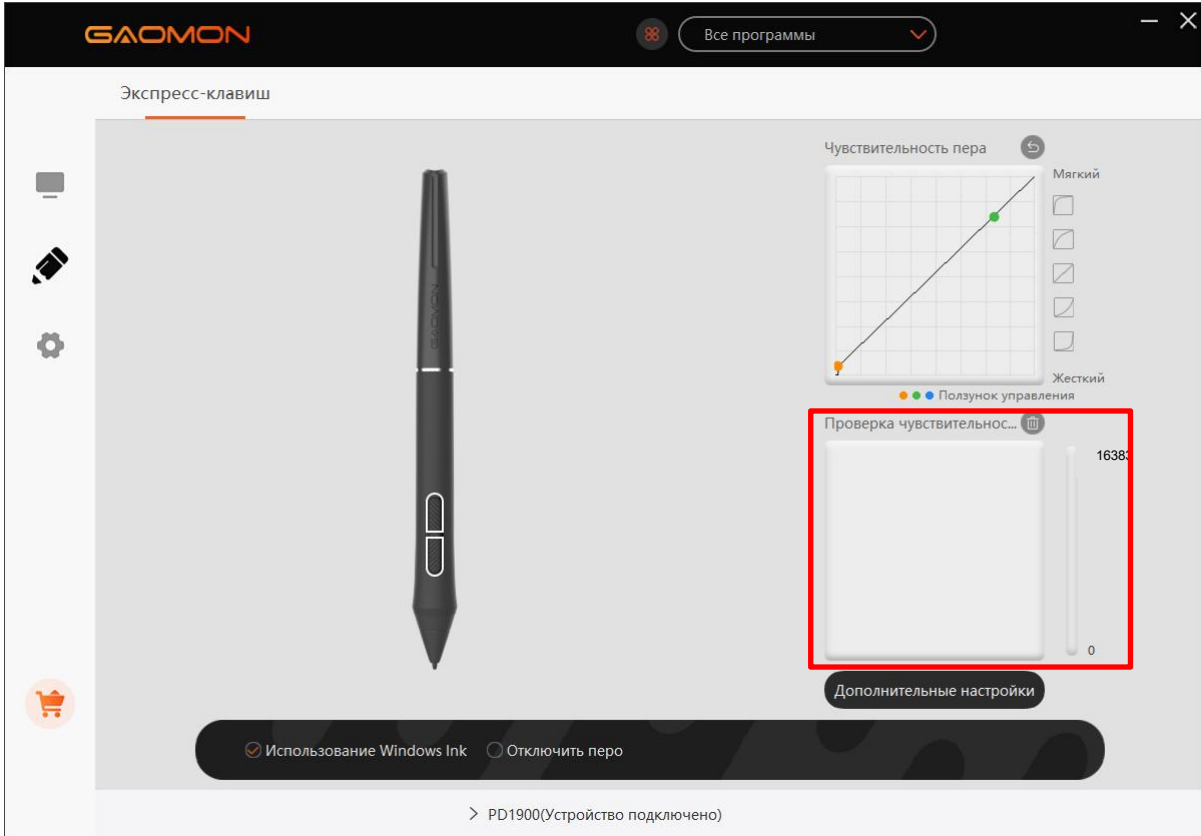 GAOMON
Все программы
Экспресс-клавиш
Чувствительность пера
Мягкий
GAOMON
Жесткий
Ползунок управления
Проверка чувствительнос...
16383
0
Дополнительные настройки
Использование Windows Ink
Отключить перо
PD1900(Устройство подключено)